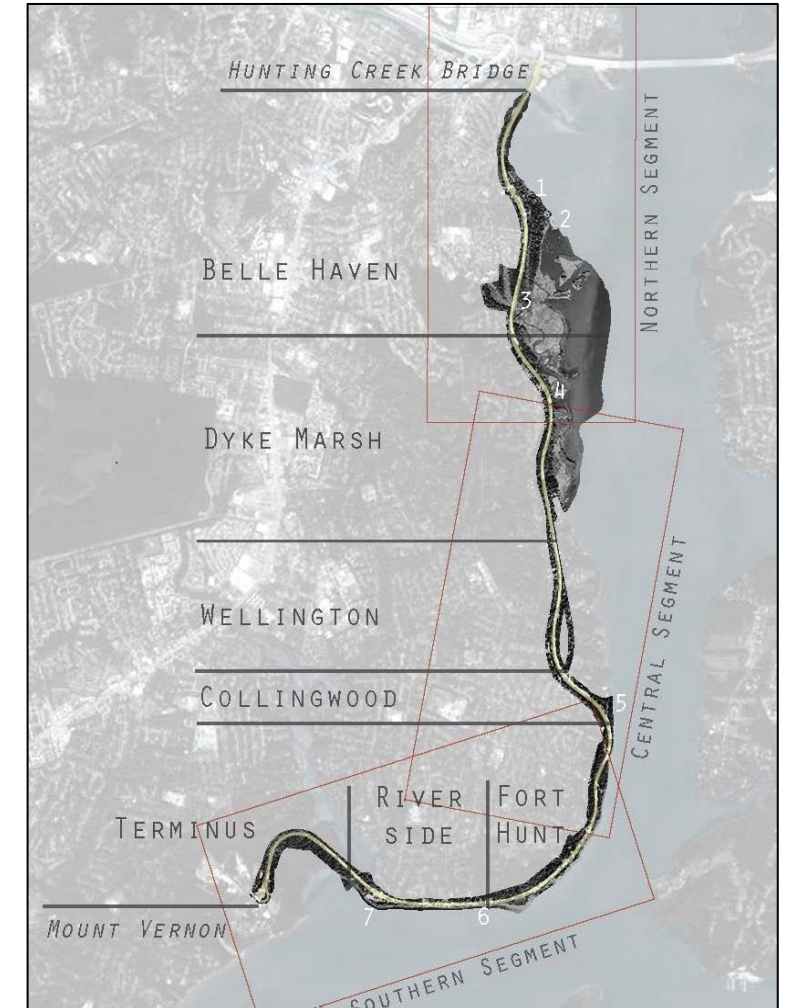 HUNTING CREEK BRIDGE
NORTHERN SEGMENT
1
2
BELLE HAVEN
3
4
DYKE MARSH
CENTRAL SEGMENT
WELLINGTON
COLLINGWOOD
5
RIVER
SIDE
FORT
HUNT
TERMINUS
7
6
MOUNT VERNON
SOUTHERN SEGMENT